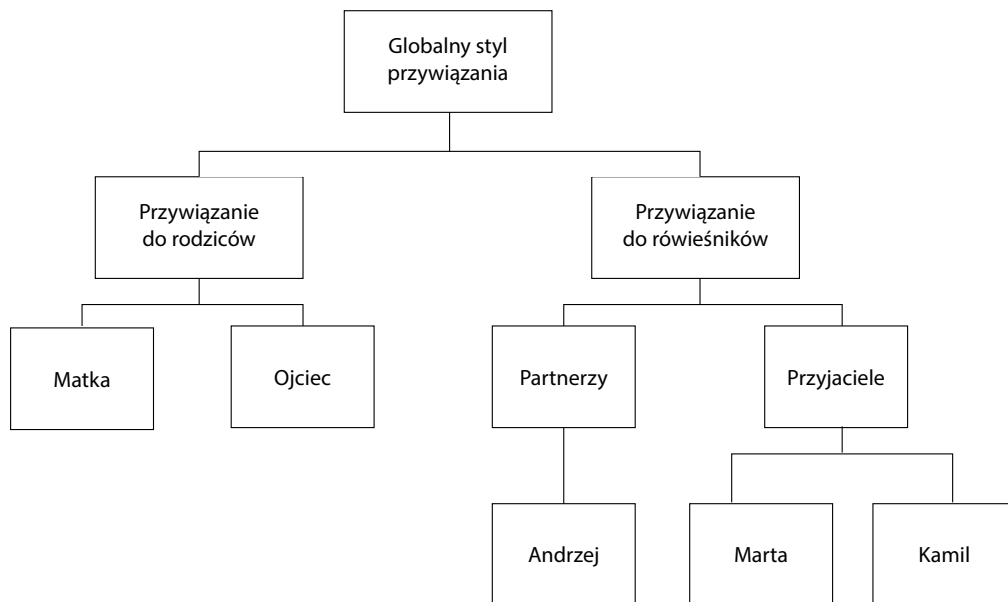 Globalny styl
przywiązania
Przywiązanie
do rodziców
Przywiązanie
do rówieśników
Matka
Ojciec
Partnerzy
Przyjaciele
Andrzej
Marta
Kamil